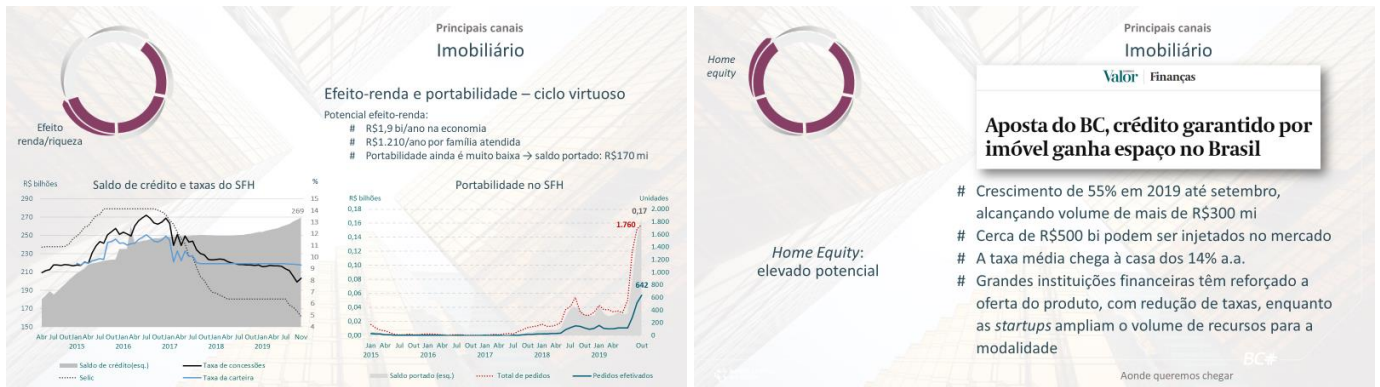 Principais canais
Imobiliário
Efeito
renda/riqueza
Efeito-renda e portabilidade – ciclo virtuoso
Potencial efeito-renda:
# R$1,9 bi/ano na economia
# R$1.210/ano por família atendida
# Portabilidade ainda é muito baixa → saldo portado: R$170 mi
R$ bilhões
Saldo de crédito e taxas do SFH
%
290
270
250
230
210
190
170
150
15
14
13
12
11
10
9
8
7
6
5
4
269
Abr Jul Out Jan Abr Jul Out Jan Abr Jul Out Jan Abr Jul Out Jan Abr Jul Nov
2015 2016 2017 2018 2019
Saldo de crédito(esq.)
Taxa de concessões
Selic
Taxa da carteira
Portabilidade no SFH
R$ bilhões
Unidades
0,18
0,16
0,14
0,12
0,10
0,08
0,06
0,04
0,02
0,00
2.000
1.800
1.600
1.400
1.200
1.000
800
600
400
200
0
0,17
1.760
642
Jan Abr Jul Out Jan Abr Jul Out Jan Abr Jul Out Jan Abr Jul Out Jan Abr Jul Out
2015 2016 2017 2018 2019
Saldo portado (esq.)
Total de pedidos
Pedidos efetivados
Principais canais
Imobiliário
Home
equity
Valor | Finanças
Aposta do BC, crédito garantido por
imóvel ganha espaço no Brasil
Home Equity:
elevado potencial
# Crescimento de 55% em 2019 até setembro,
alcançando volume de mais de R$300 mi
# Cerca de R$500 bi podem ser injetados no mercado
# A taxa média chega à casa dos 14% a.a.
# Grandes instituições financeiras têm reforçado a
oferta do produto, com redução de taxas, enquanto
as startups ampliam o volume de recursos para a
modalidade
BC#
Aonde queremos chegar